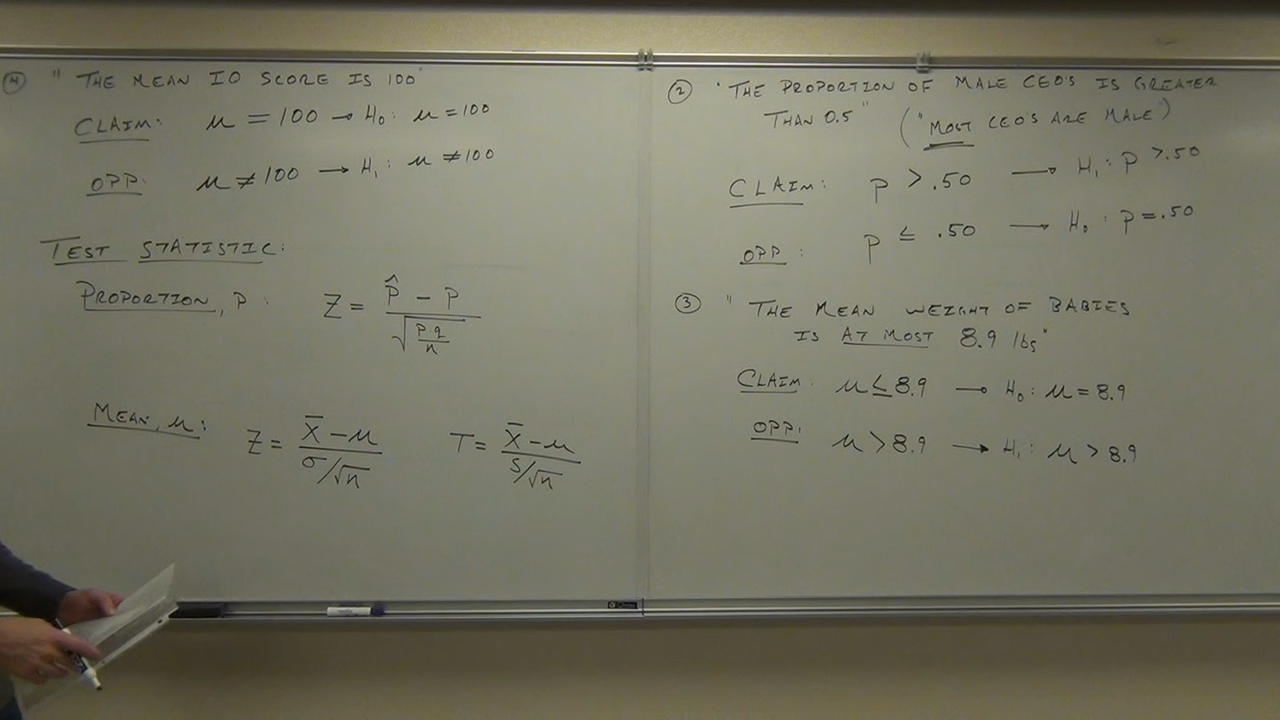 ④ " THE MEAN IQ SCORE IS 100"
CLAIM: μ = 100 → H₀: μ = 100
OPP: μ ≠ 100 → H₁: μ ≠ 100
TEST STATISTIC:
PROPORTION, P: Z = (p̂ - p) / √(p·q/n)
MEAN, μ: Z = (x̄ - μ) / (σ/√n) T = (x̄ - μ) / (s/√n)
② "THE PROPORTION OF MALE CEO'S IS GREATER
THAN 0.5" ("MOST CEO'S ARE MALE")
CLAIM: P > .50 → H₁: P > .50
OPP: P ≤ .50 → H₀: P = .50
③ "THE MEAN WEIGHT OF BABIES
IS AT MOST 8.9 lbs"
CLAIM: μ ≤ 8.9 → H₀: μ = 8.9
OPP: μ > 8.9 → H₁: μ > 8.9